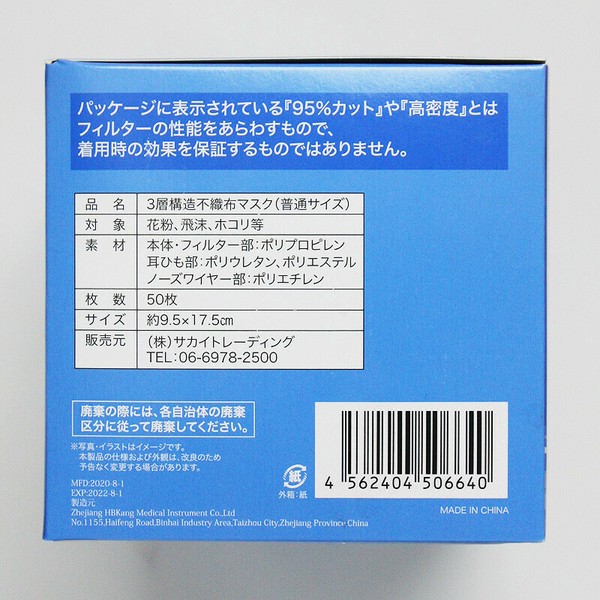 パッケージに表示されている『95%カット』や『高密度』とは
フィルターの性能をあらわすもので、
着用時の効果を保証するものではありません。
品名 3層構造不織布マスク(普通サイズ)
対象 花粉、飛沫、ホコリ等
素材 本体・フィルター部:ポリプロピレン
耳ひも部:ポリウレタン、ポリエステル
ノーズワイヤー部:ポリエチレン
枚数 50枚
サイズ 約9.5×17.5㎝
販売元 (株)サカイトレーディング
TEL:06-6978-2500
廃棄の際には、各自治体の廃棄
区分に従って廃棄してください。
※写真・イラストはイメージです。
本製品の仕様および外観は、改良のため
予告なく変更する場合があります。
MFD:2020-8-1
EXP:2022-8-1
製造元
Zhejiang HBKang Medical Instrument Co.,Ltd
No.1155,Haifeng Road,Binhai Industry Area,Taizhou City,Zhejiang Province,China
紙
外箱:紙
4 562404 506640
MADE IN CHINA